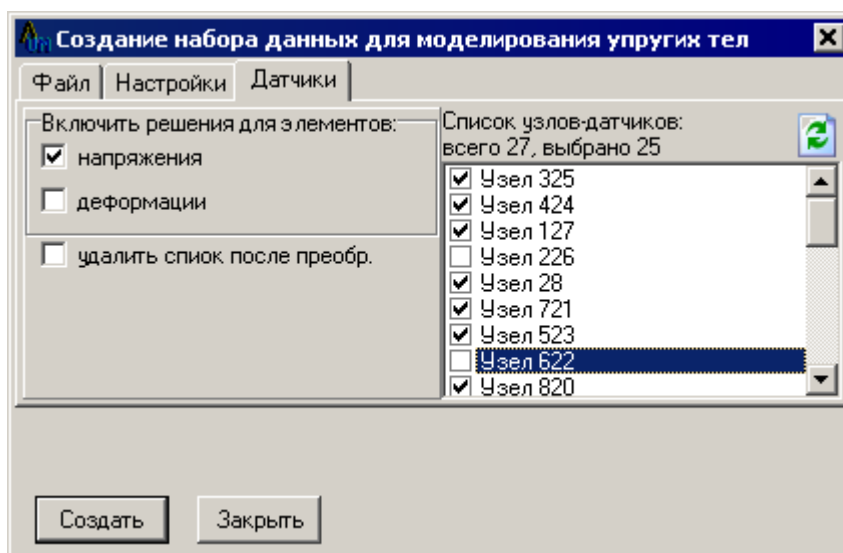 Создание набора данных для моделирования упругих тел
Файл
Настройки
Датчики
Включить решения для элементов:
напряжения
деформации
удалить спиок после преобр.
Список узлов-датчиков:
всего 27, выбрано 25
Узел 325
Узел 424
Узел 127
Узел 226
Узел 28
Узел 721
Узел 523
Узел 622
Узел 820
Создать
Закрыть